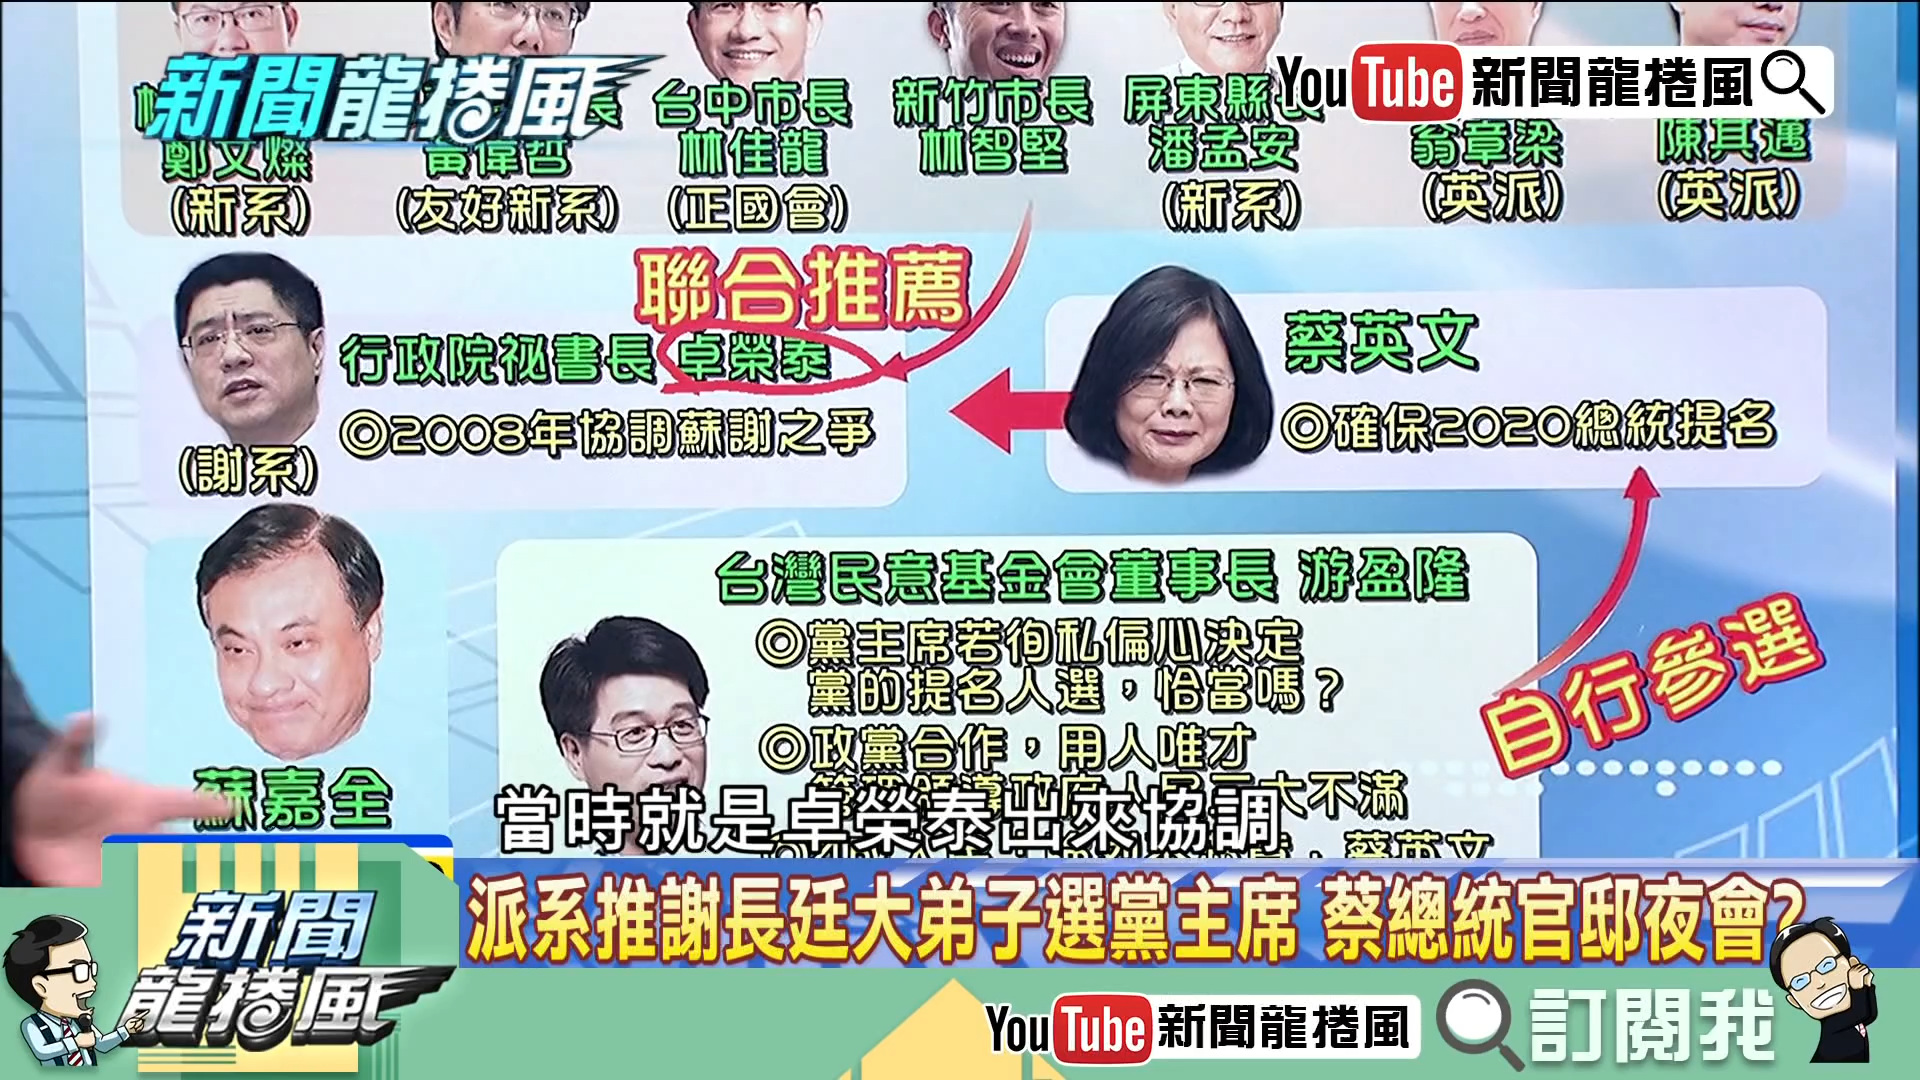 新聞龍捲風
YouTube 新聞龍捲風
台中市長
新竹市長
屏東縣長
鄭文燦
黃偉哲
林佳龍
林智堅
潘孟安
翁章梁
陳其邁
(新系)
(友好新系)
(正國會)
(新系)
(英派)
(英派)
聯合推薦
行政院祕書長 卓榮泰
◎2008年協調蘇謝之爭
(謝系)
蔡英文
◎確保2020總統提名
台灣民意基金會董事長 游盈隆
◎黨主席若徇私偏心決定
黨的提名人選，恰當嗎？
◎政黨合作，用人唯才
大不滿
蔡英文
自行參選
蘇嘉全
當時就是卓榮泰出來協調
派系推謝長廷大弟子選黨主席 蔡總統官邸夜會?
新聞
龍捲風
YouTube 新聞龍捲風
訂閱我